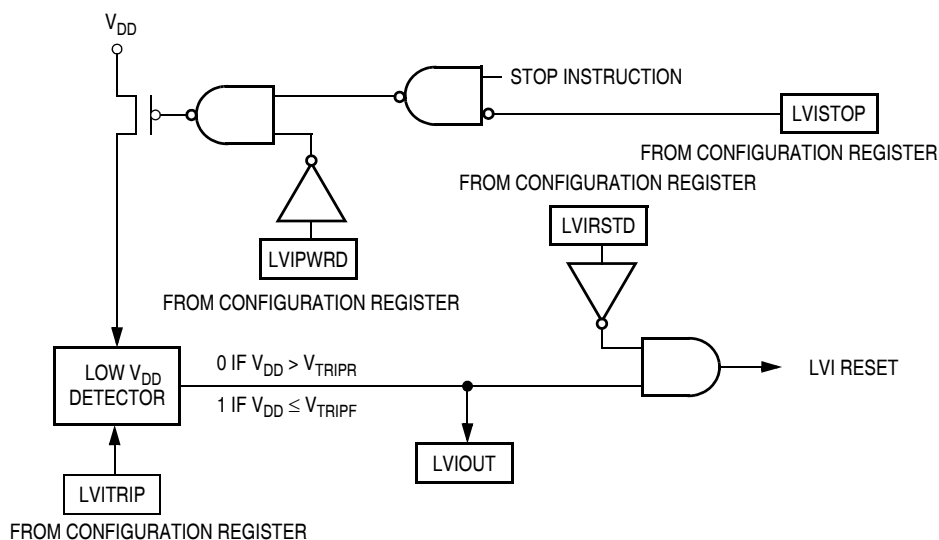 VDD
STOP INSTRUCTION
LVISTOP
FROM CONFIGURATION REGISTER
FROM CONFIGURATION REGISTER
LVIRSTD
LVIPWRD
FROM CONFIGURATION REGISTER
LOW VDD
DETECTOR
0 IF VDD > VTRIPR
1 IF VDD ≤ VTRIPF
LVI RESET
LVIOUT
LVITRIP
FROM CONFIGURATION REGISTER